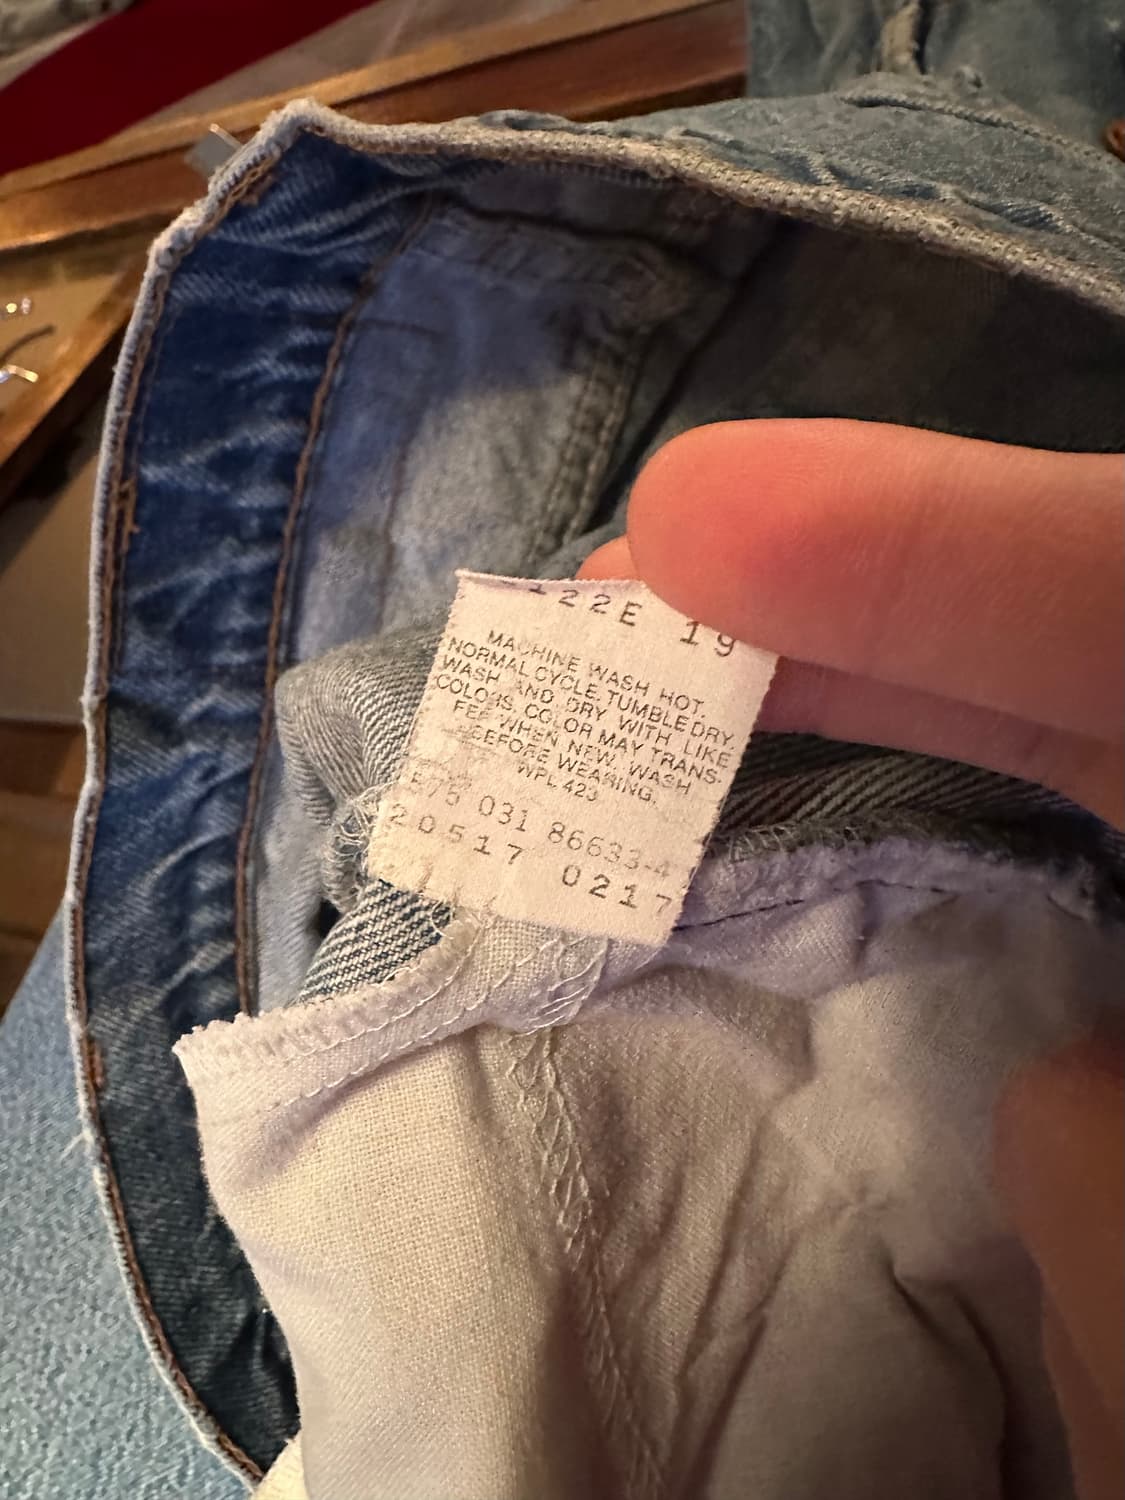 122E 19
MACHINE WASH HOT,
NORMAL CYCLE. TUMBLE DRY.
WASH AND DRY WITH LIKE
COLORS. COLOR MAY TRANS-
FER WHEN NEW. WASH
BEFORE WEARING.
WPL 423
575 031 86633-4
20517 0217